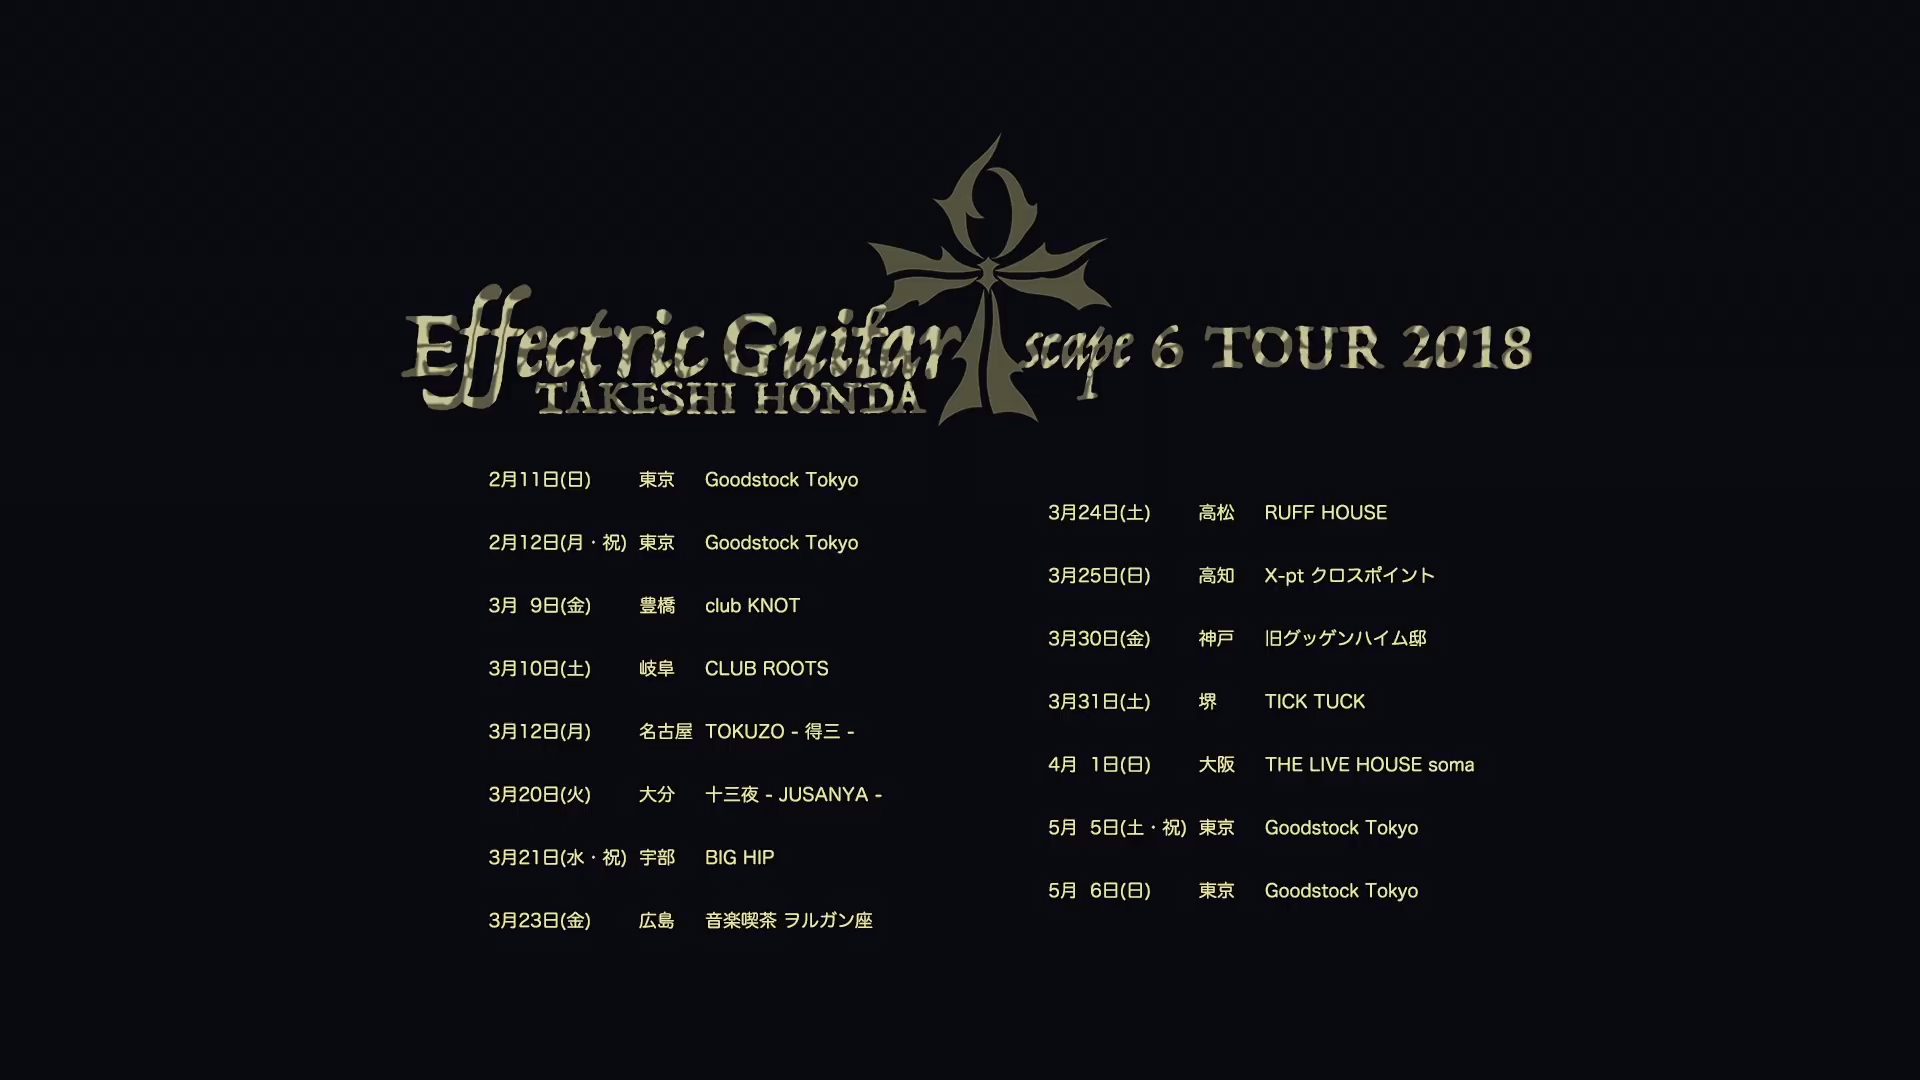 Effectric Guitar scape 6 TOUR 2018
TAKESHI HONDA
2月11日(日) 東京 Goodstock Tokyo
2月12日(月・祝) 東京 Goodstock Tokyo
3月 9日(金) 豊橋 club KNOT
3月10日(土) 岐阜 CLUB ROOTS
3月12日(月) 名古屋 TOKUZO - 得三 -
3月20日(火) 大分 十三夜 - JUSANYA -
3月21日(水・祝) 宇部 BIG HIP
3月23日(金) 広島 音楽喫茶 ヲルガン座
3月24日(土) 高松 RUFF HOUSE
3月25日(日) 高知 X-pt クロスポイント
3月30日(金) 神戸 旧グッゲンハイム邸
3月31日(土) 堺 TICK TUCK
4月 1日(日) 大阪 THE LIVE HOUSE soma
5月 5日(土・祝) 東京 Goodstock Tokyo
5月 6日(日) 東京 Goodstock Tokyo